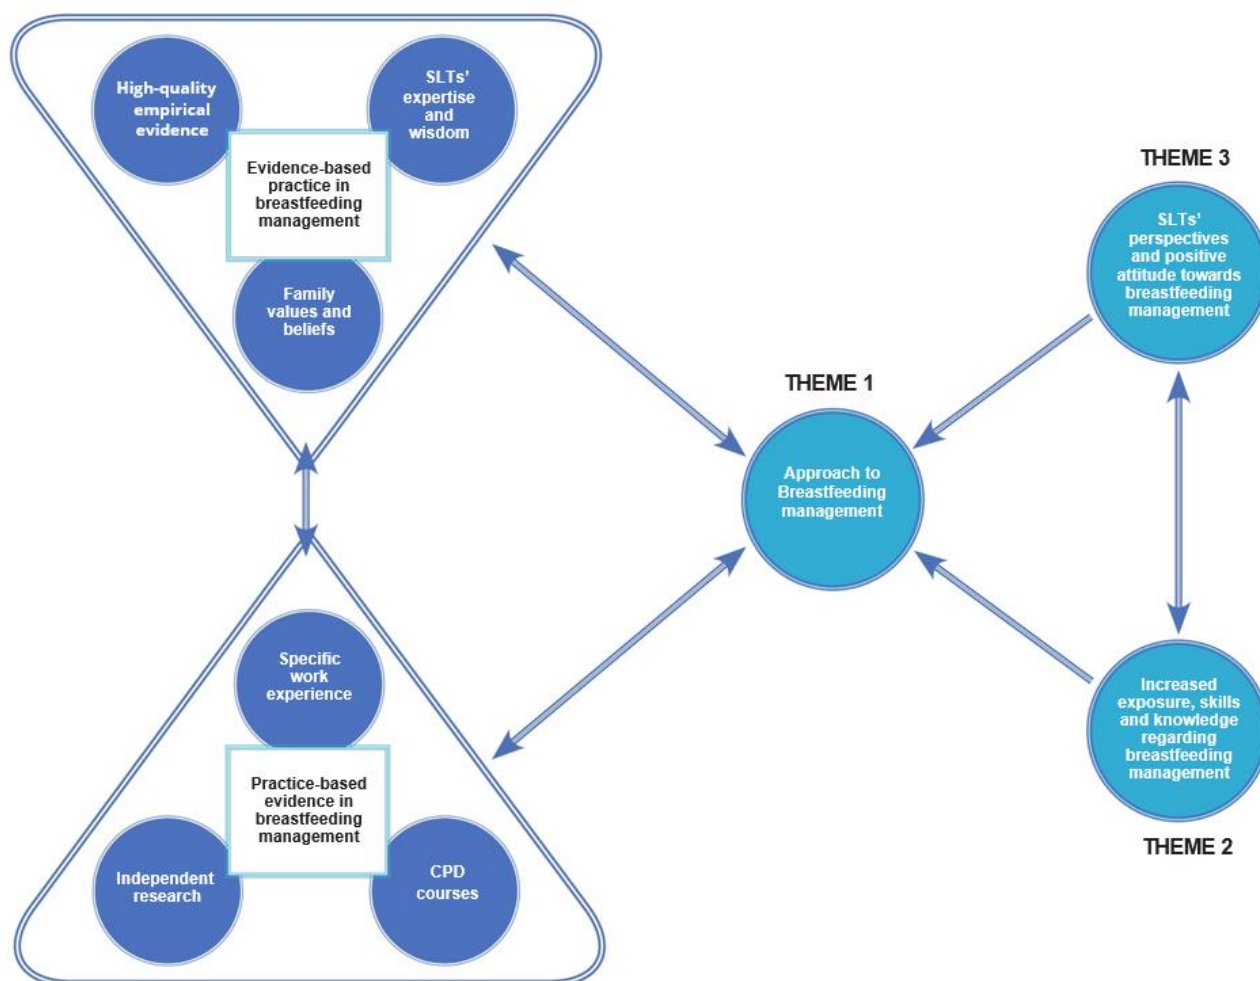 High-quality
empirical
evidence
SLTs'
expertise
and
wisdom
Evidence-based
practice in
breastfeeding
management
Family
values and
beliefs
Specific
work
experience
Practice-based
evidence in
breastfeeding
management
Independent
research
CPD
courses
THEME 1
Approach to
Breastfeeding
management
THEME 3
SLTs'
perspectives
and positive
attitude towards
breastfeeding
management
Increased
exposure, skills
and knowledge
regarding
breastfeeding
management
THEME 2